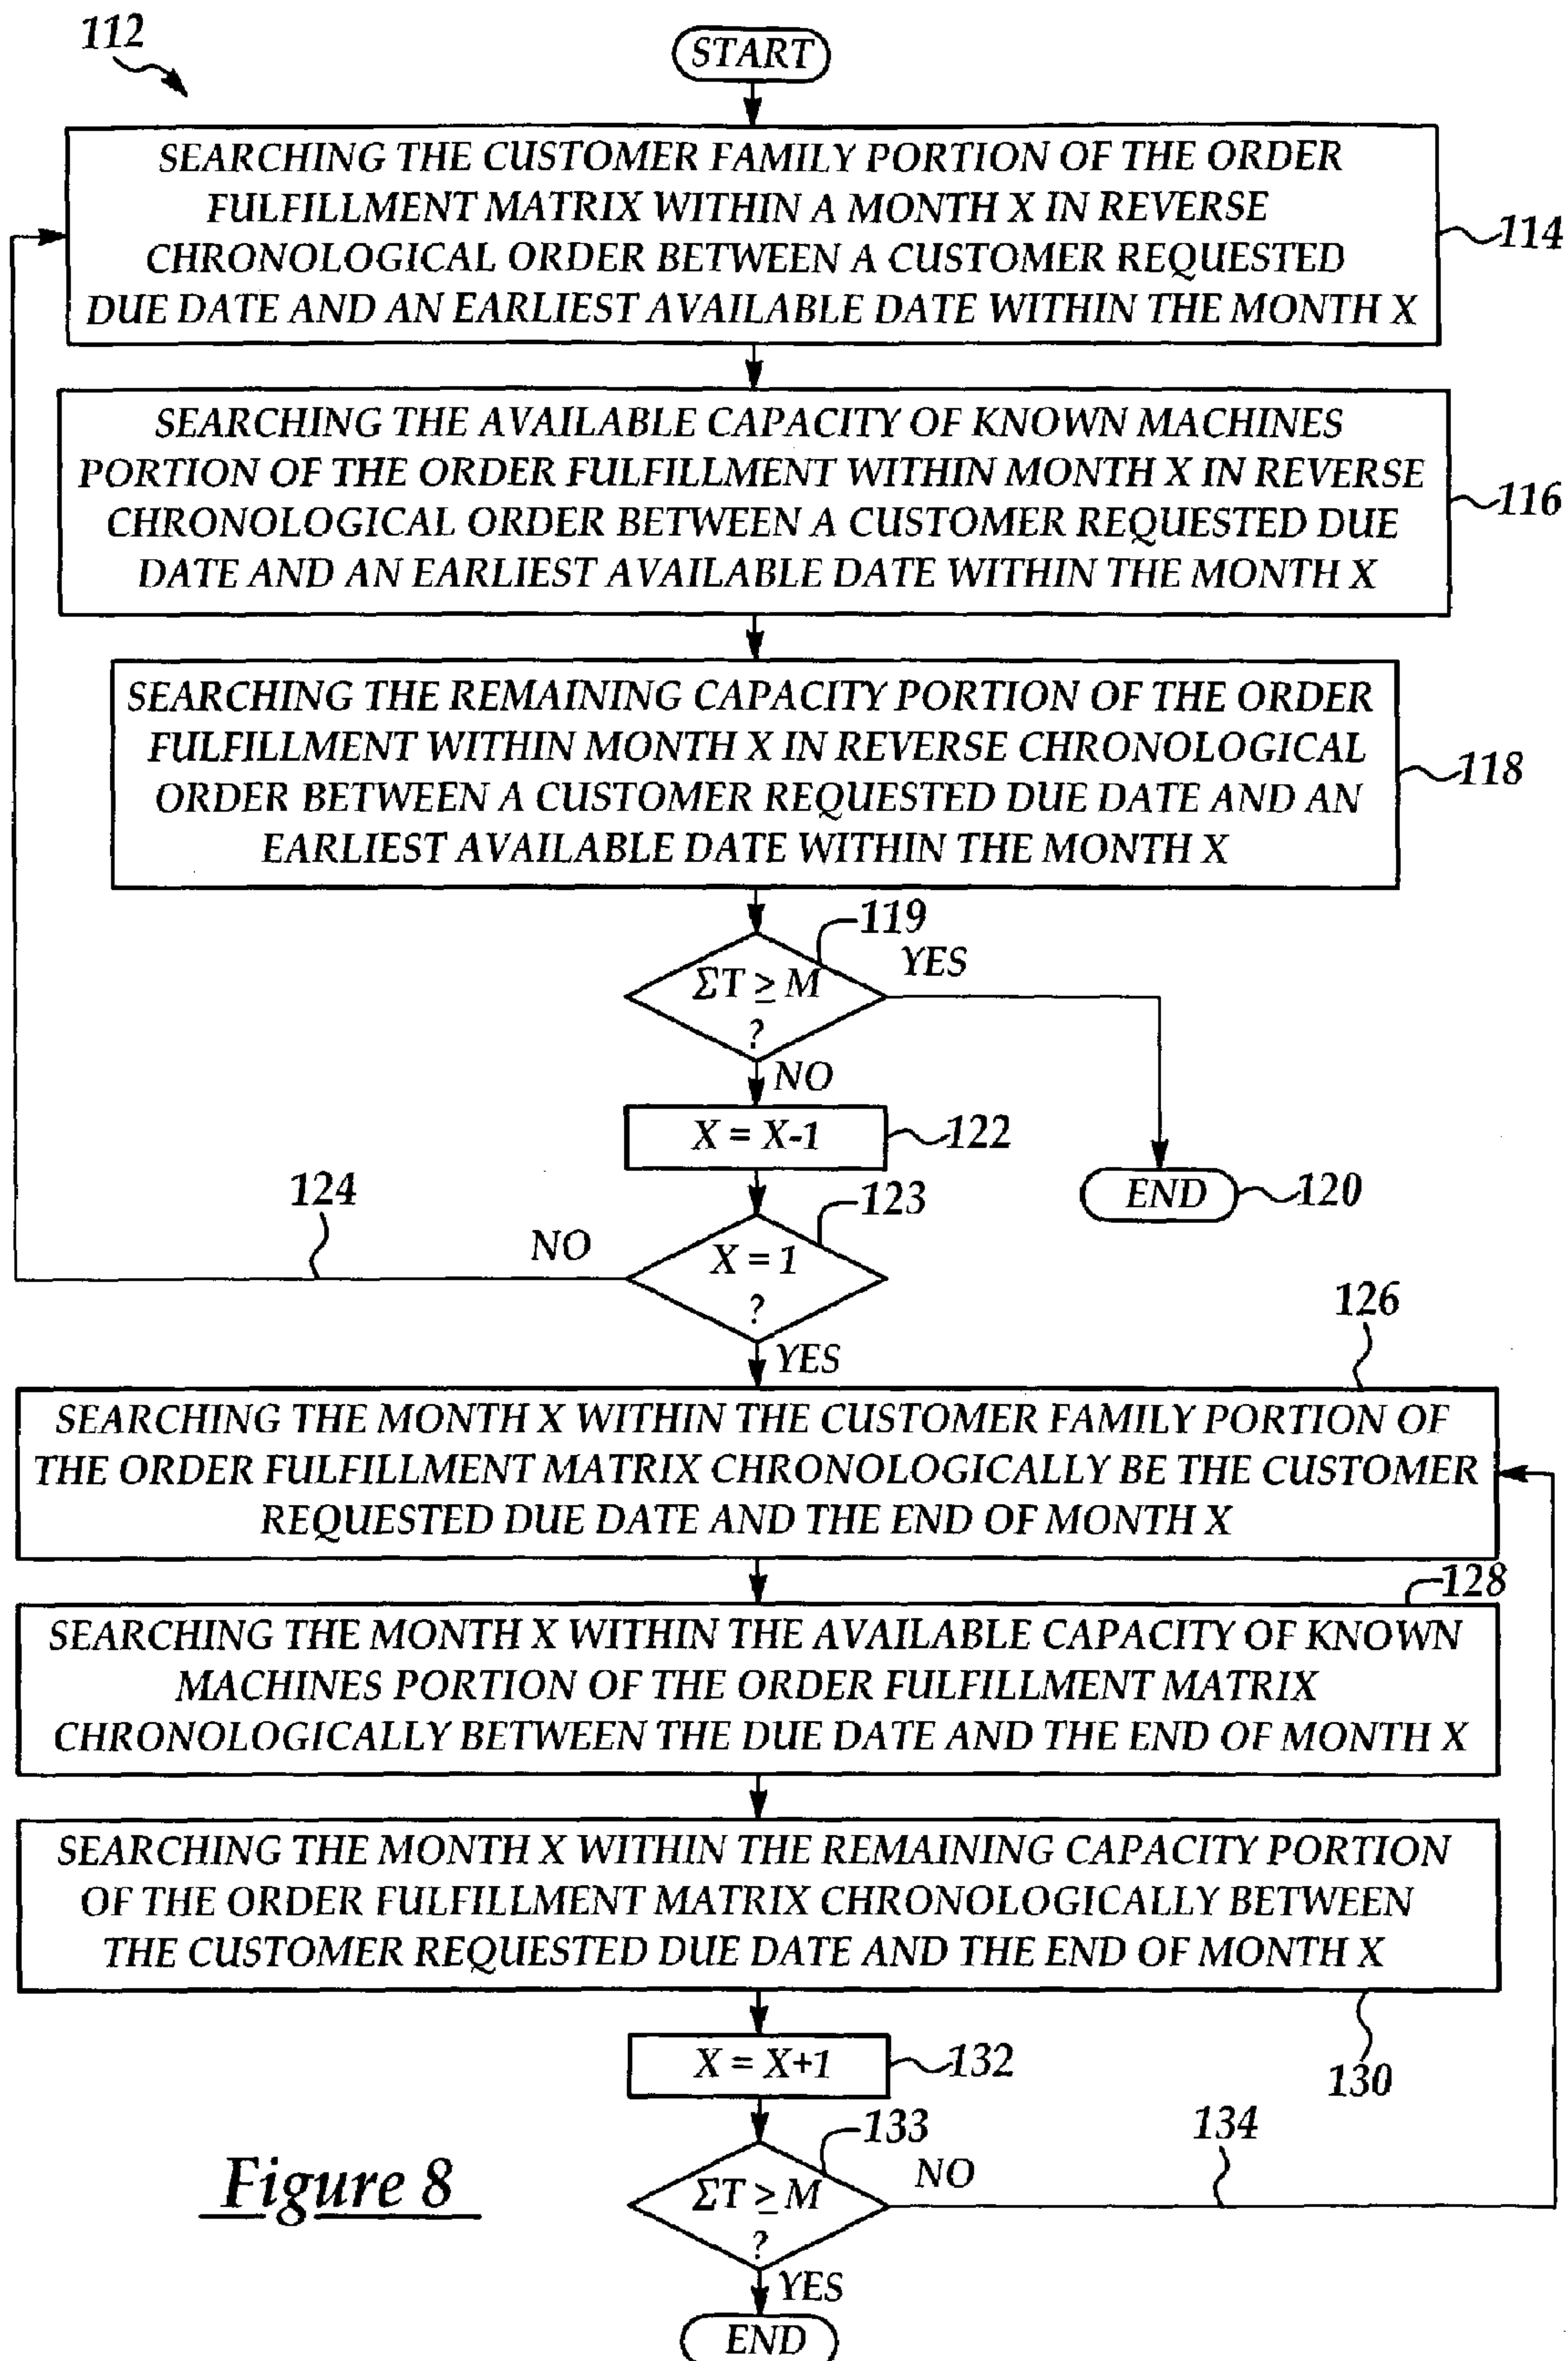 112
START
SEARCHING THE CUSTOMER FAMILY PORTION OF THE ORDER
FULFILLMENT MATRIX WITHIN A MONTH X IN REVERSE
CHRONOLOGICAL ORDER BETWEEN A CUSTOMER REQUESTED
DUE DATE AND AN EARLIEST AVAILABLE DATE WITHIN THE MONTH X
114
SEARCHING THE AVAILABLE CAPACITY OF KNOWN MACHINES
PORTION OF THE ORDER FULFILLMENT WITHIN MONTH X IN REVERSE
CHRONOLOGICAL ORDER BETWEEN A CUSTOMER REQUESTED DUE
DATE AND AN EARLIEST AVAILABLE DATE WITHIN THE MONTH X
116
SEARCHING THE REMAINING CAPACITY PORTION OF THE ORDER
FULFILLMENT WITHIN MONTH X IN REVERSE CHRONOLOGICAL
ORDER BETWEEN A CUSTOMER REQUESTED DUE DATE AND AN
EARLIEST AVAILABLE DATE WITHIN THE MONTH X
118
119
ΣT ≥ M
?
YES
NO
X = X-1
122
END
120
123
124
NO
X = 1
?
YES
126
SEARCHING THE MONTH X WITHIN THE CUSTOMER FAMILY PORTION OF
THE ORDER FULFILLMENT MATRIX CHRONOLOGICALLY BE THE CUSTOMER
REQUESTED DUE DATE AND THE END OF MONTH X
128
SEARCHING THE MONTH X WITHIN THE AVAILABLE CAPACITY OF KNOWN
MACHINES PORTION OF THE ORDER FULFILLMENT MATRIX
CHRONOLOGICALLY BETWEEN THE DUE DATE AND THE END OF MONTH X
SEARCHING THE MONTH X WITHIN THE REMAINING CAPACITY PORTION
OF THE ORDER FULFILLMENT MATRIX CHRONOLOGICALLY BETWEEN
THE CUSTOMER REQUESTED DUE DATE AND THE END OF MONTH X
130
X = X+1
132
133
ΣT ≥ M
?
NO
134
YES
END
Figure 8